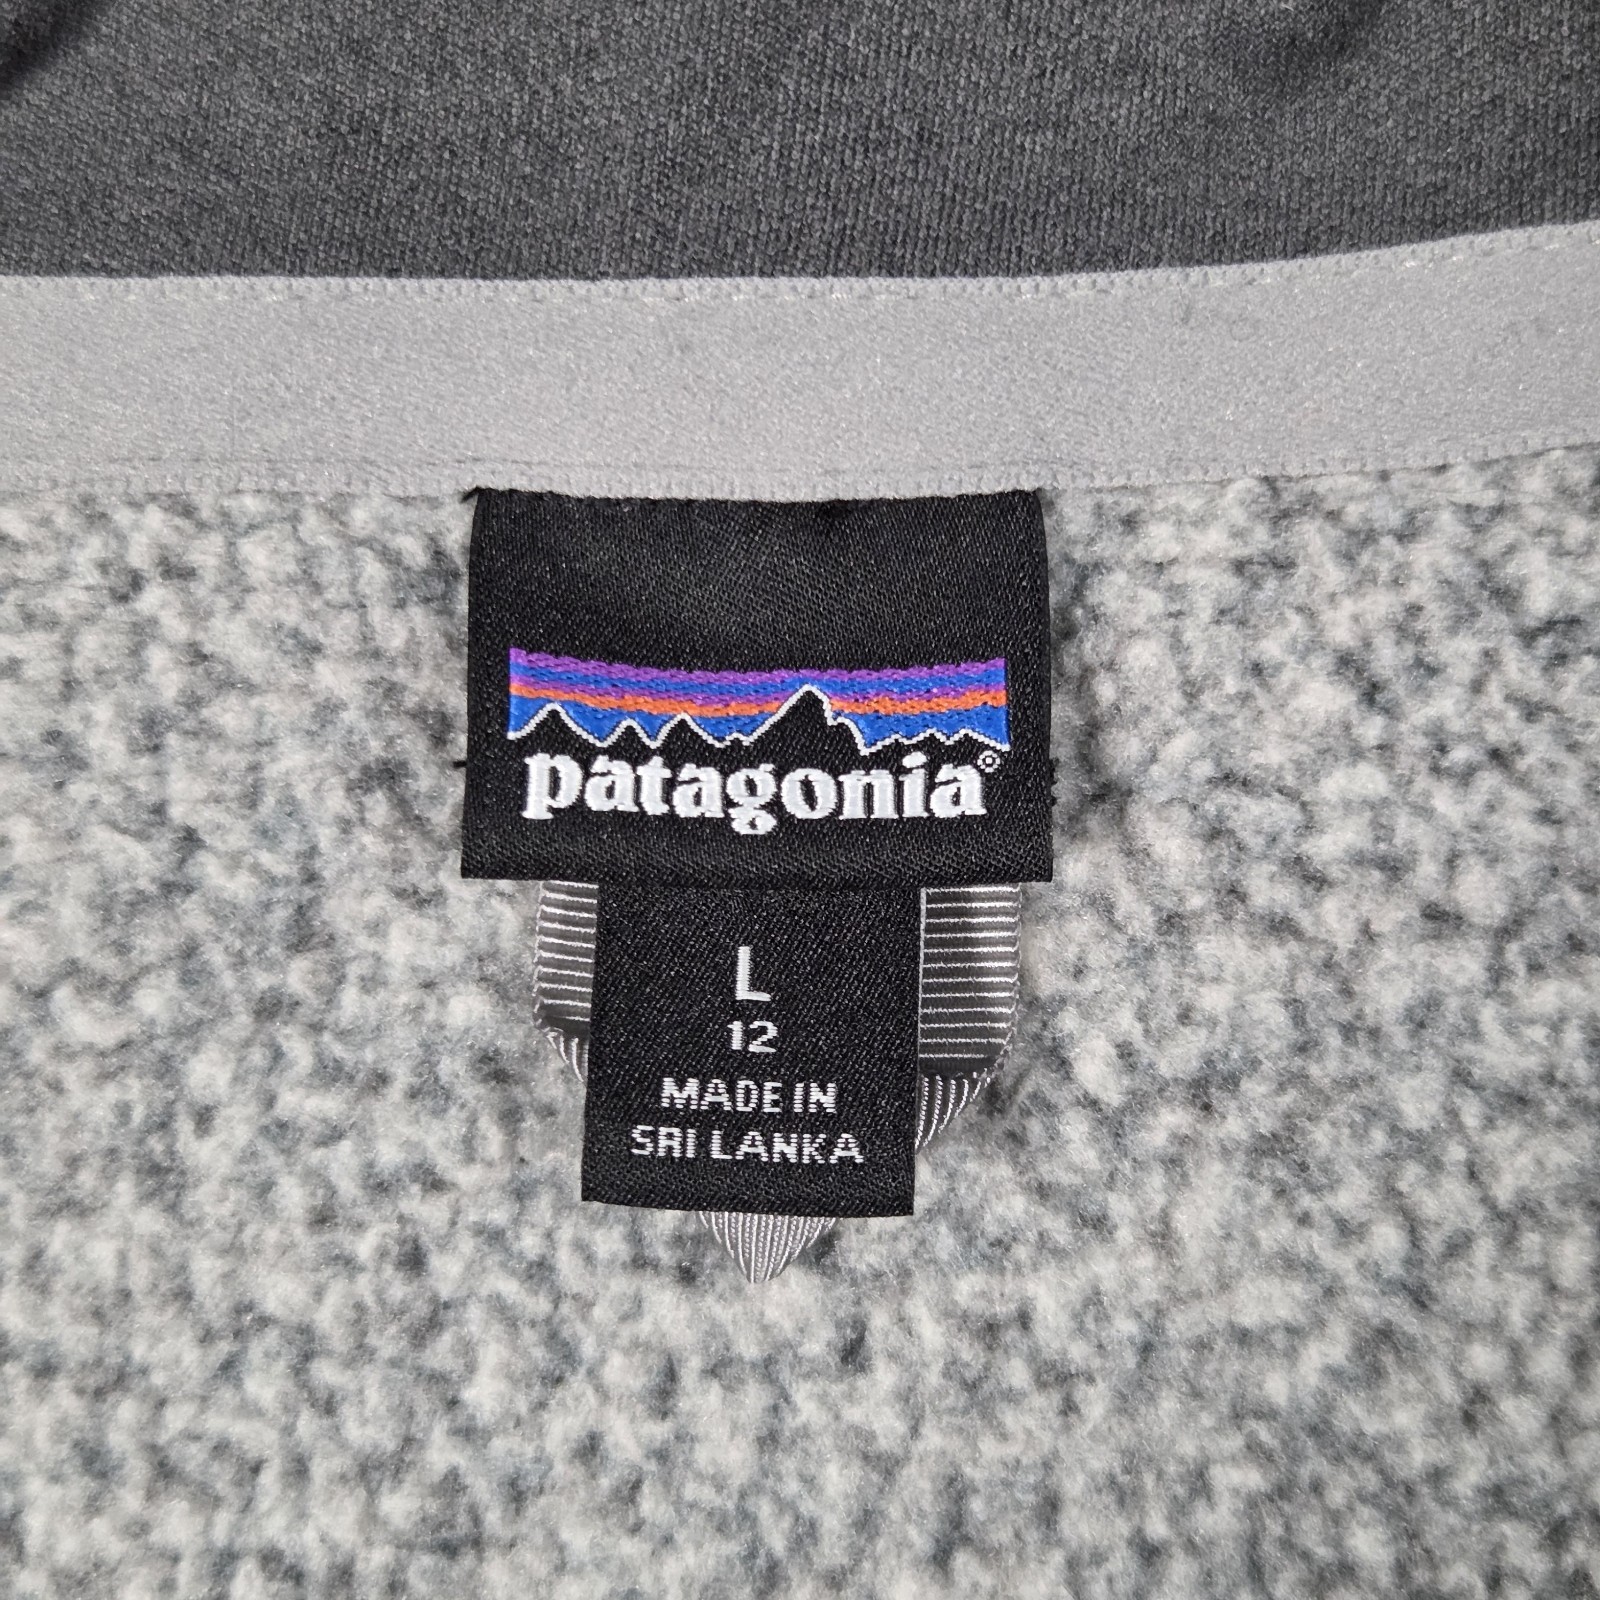 patagonia®
L
12
MADE IN
SRI LANKA